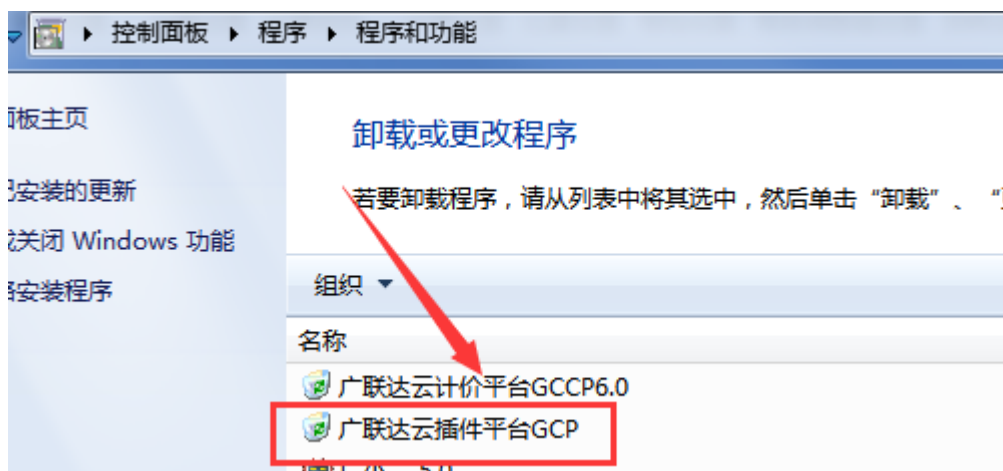 控制面板 ▸ 程序 ▸ 程序和功能
板主页
安装的更新
关闭 Windows 功能
安装程序
卸载或更改程序
若要卸载程序，请从列表中将其选中，然后单击“卸载”、“
组织
名称
广联达云计价平台GCCP6.0
广联达云插件平台GCP